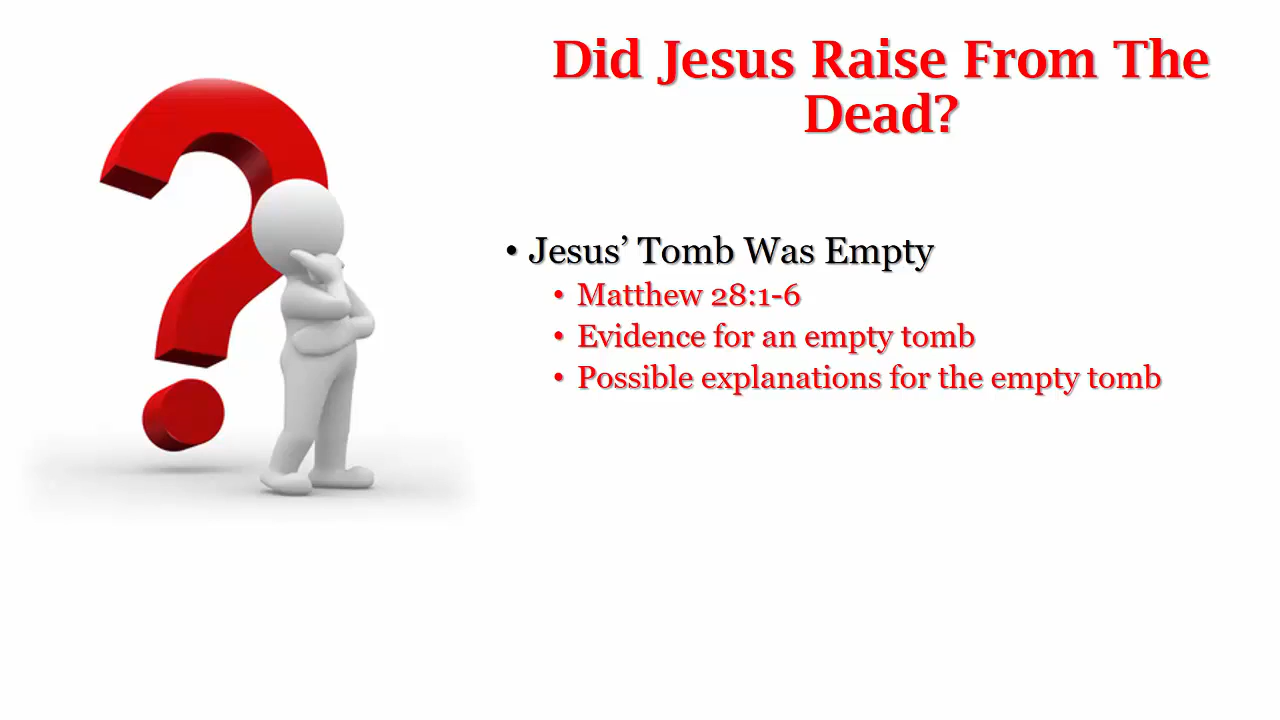 Did Jesus Raise From The
Dead?
• Jesus’ Tomb Was Empty
• Matthew 28:1-6
• Evidence for an empty tomb
• Possible explanations for the empty tomb